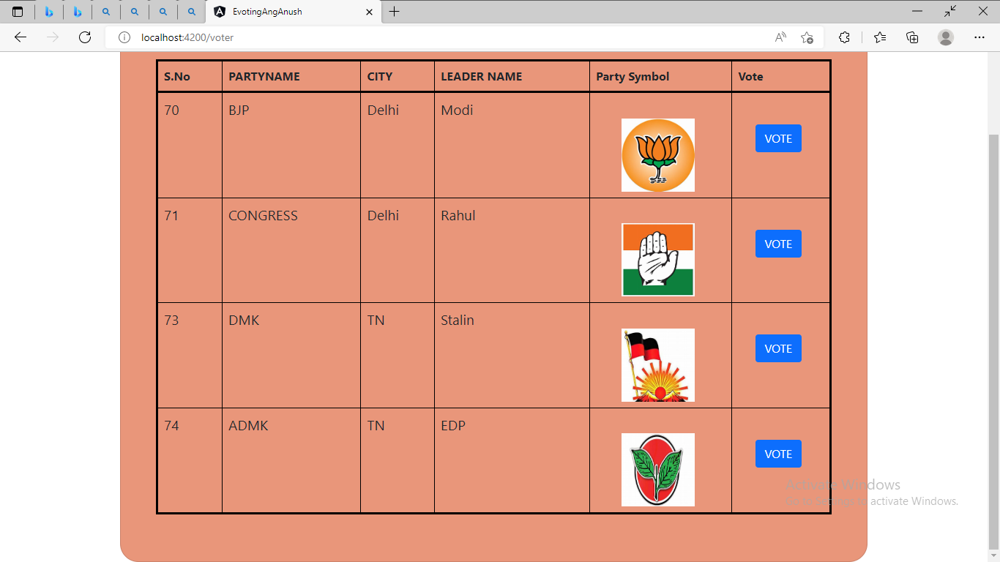 EvotingAngAnush
localhost:4200/voter
S.No PARTYNAME CITY LEADER NAME Party Symbol Vote
70 BJP Delhi Modi VOTE
71 CONGRESS Delhi Rahul VOTE
73 DMK TN Stalin VOTE
74 ADMK TN EDP VOTE
Activate Windows
Go to Settings to activate Windows.